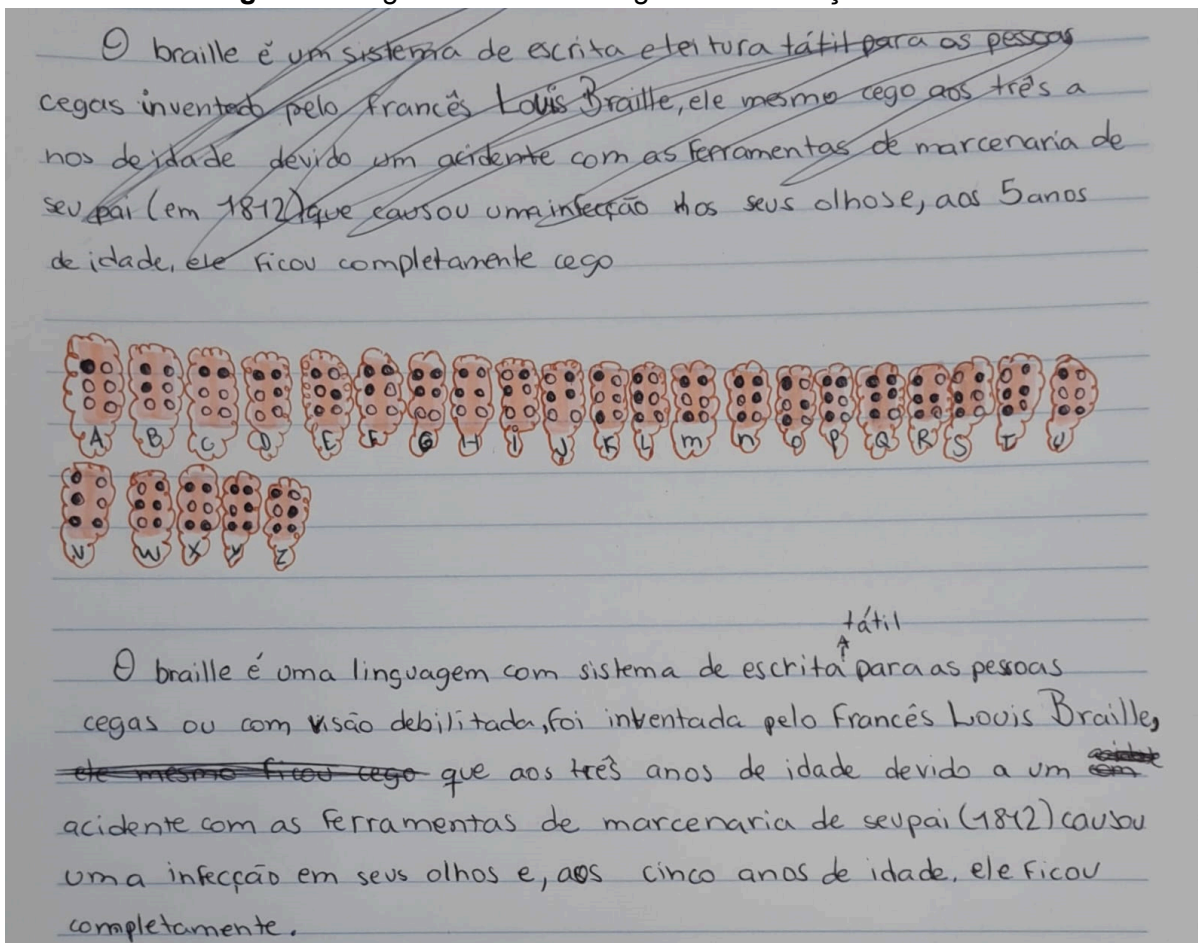 O braille é um sistema de escrita e leitura tátil para as pessoas
cegas inventado pelo francês Louis Braille, ele mesmo cego aos três a
nos de idade devido um acidente com as ferramentas de marcenaria de
seu pai (em 1812) que causou uma infecção nos seus olhos e, aos 5 anos
de idade, ele ficou completamente cego
A B C D E F G H I J K L m n O P Q R S T U
V W X Y Z
tátil
O braille é uma linguagem com sistema de escrita para as pessoas
cegas ou com visão debilitada, foi inventada pelo francês Louis Braille,
ele mesmo ficou cego que aos três anos de idade devido a um
acidente com as ferramentas de marcenaria de seu pai (1812) causou
uma infecção em seus olhos e, aos cinco anos de idade, ele ficou
completamente.